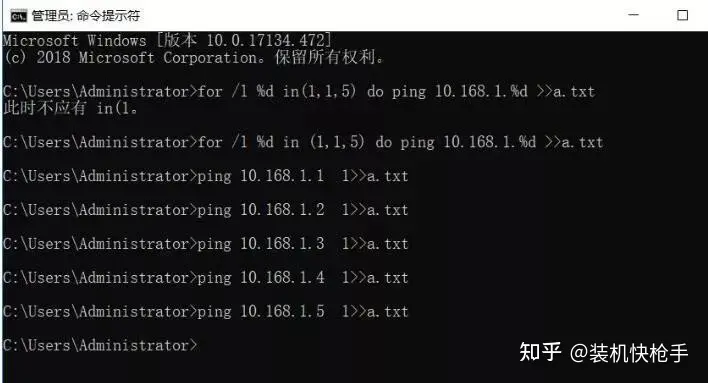 管理员: 命令提示符
Microsoft Windows [版本 10.0.17134.472]
(c) 2018 Microsoft Corporation。保留所有权利。
C:\Users\Administrator>for /l %d in(1,1,5) do ping 10.168.1.%d >>a.txt
此时不应有 in(1。
C:\Users\Administrator>for /l %d in (1,1,5) do ping 10.168.1.%d >>a.txt
C:\Users\Administrator>ping 10.168.1.1  1>>a.txt
C:\Users\Administrator>ping 10.168.1.2  1>>a.txt
C:\Users\Administrator>ping 10.168.1.3  1>>a.txt
C:\Users\Administrator>ping 10.168.1.4  1>>a.txt
C:\Users\Administrator>ping 10.168.1.5  1>>a.txt
C:\Users\Administrator>
知乎 @装机快枪手